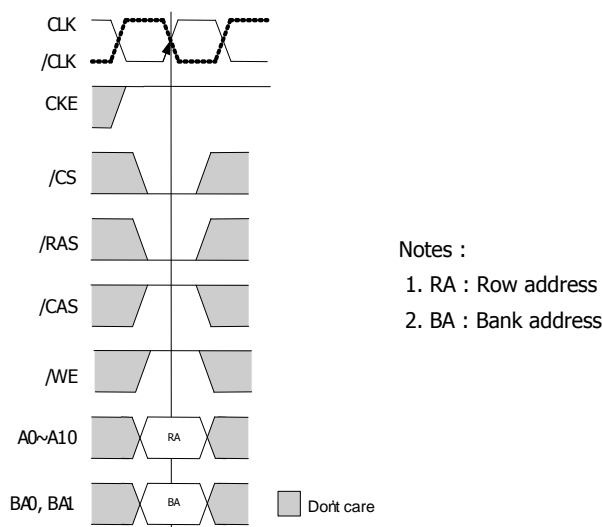 CLK
/CLK
CKE
/CS
/RAS
/CAS
/WE
A0~A10
RA
BA0, BA1
BA
Don't care
Notes :
1. RA : Row address
2. BA : Bank address